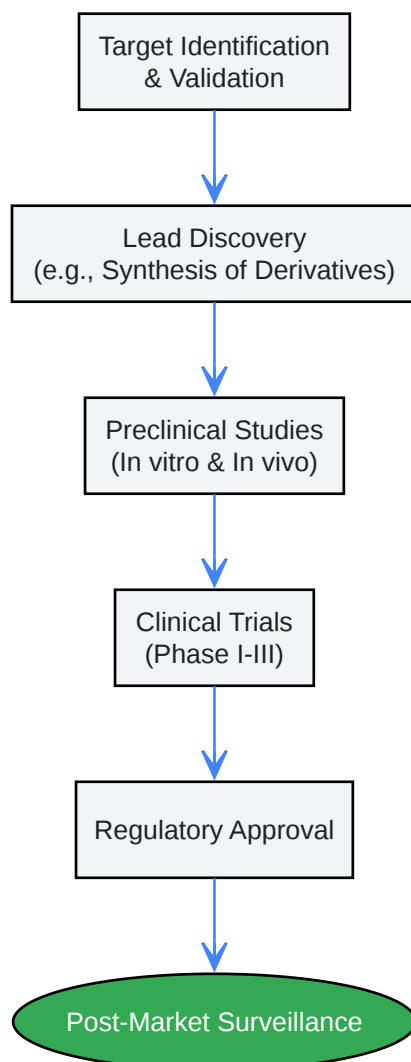 Target Identification
& Validation
Lead Discovery
(e.g., Synthesis of Derivatives)
Preclinical Studies
(In vitro & In vivo)
Clinical Trials
(Phase I-III)
Regulatory Approval
Post-Market Surveillance